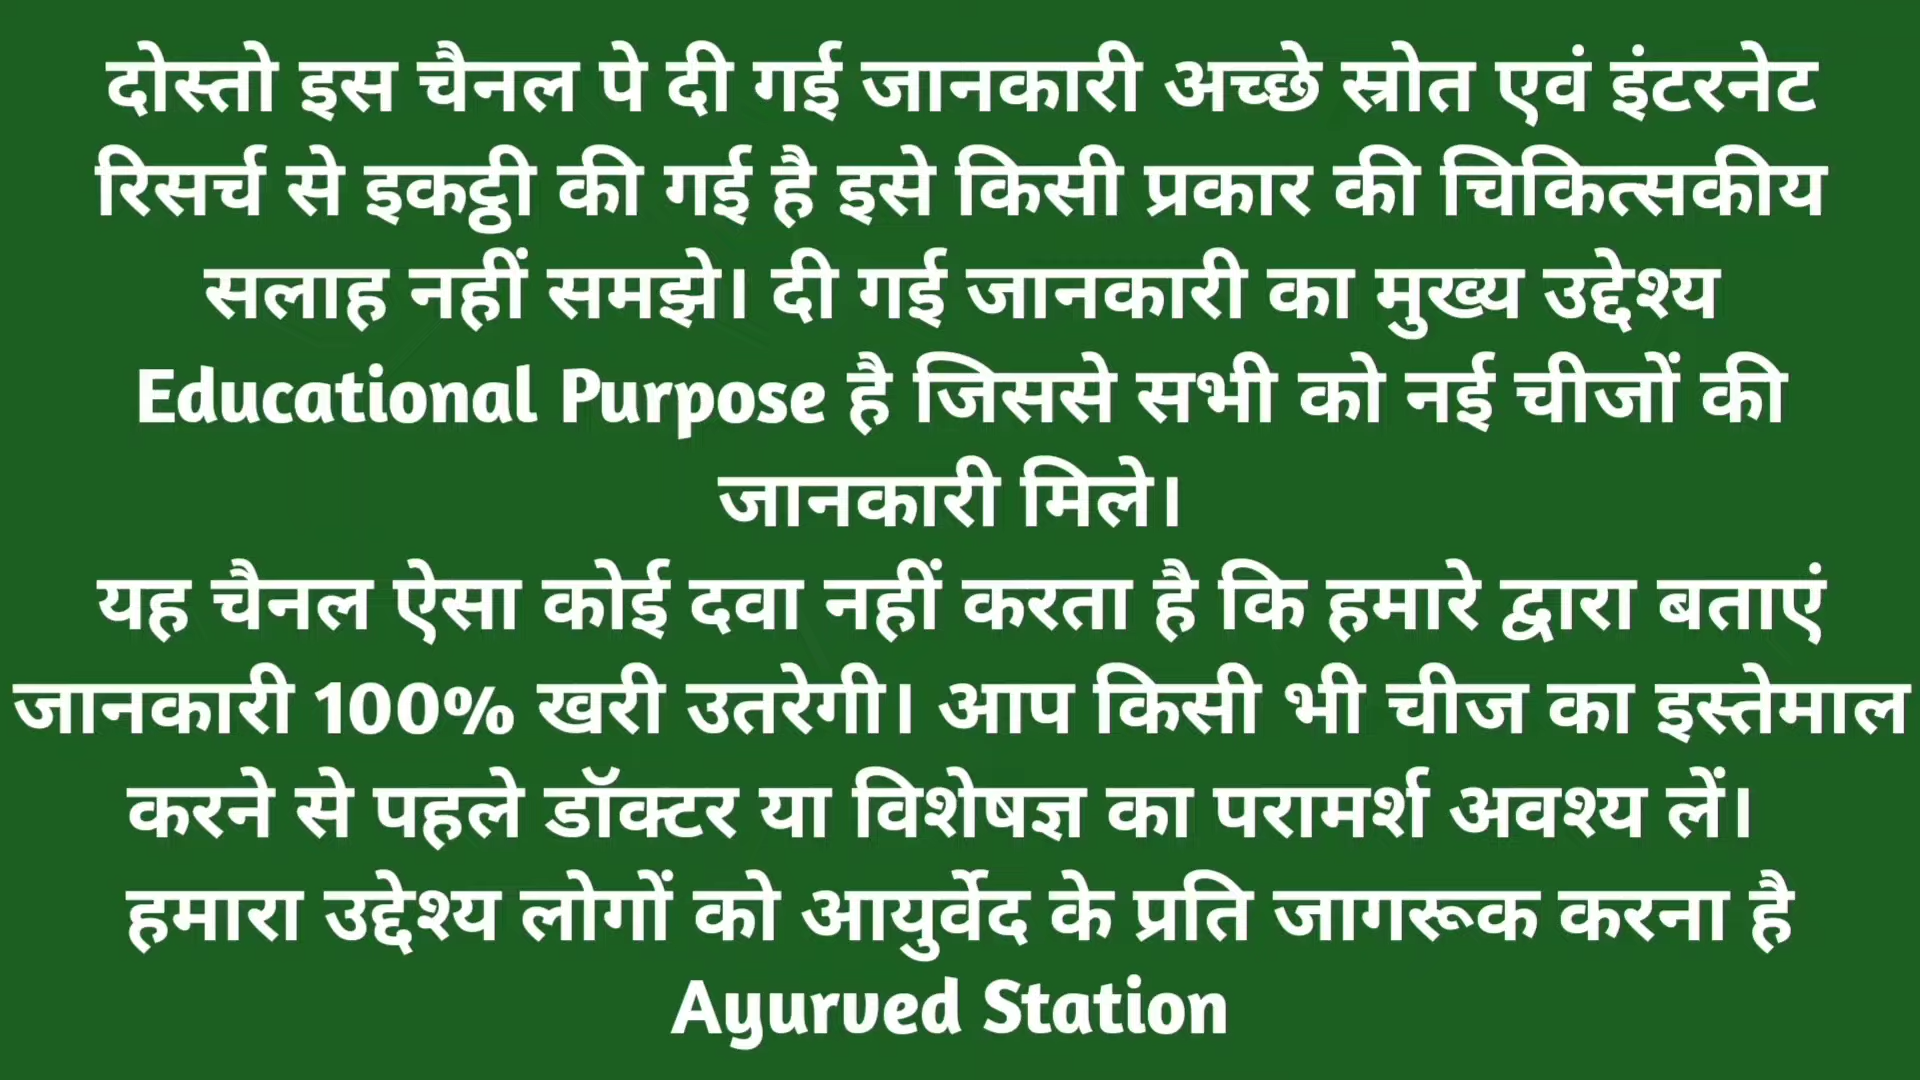 दोस्तो इस चैनल पे दी गई जानकारी अच्छे स्रोत एवं इंटरनेट
रिसर्च से इकट्ठी की गई है इसे किसी प्रकार की चिकित्सकीय
सलाह नहीं समझे। दी गई जानकारी का मुख्य उद्देश्य
Educational Purpose है जिससे सभी को नई चीजों की
जानकारी मिले।
यह चैनल ऐसा कोई दवा नहीं करता है कि हमारे द्वारा बताएं
जानकारी 100% खरी उतरेगी। आप किसी भी चीज का इस्तेमाल
करने से पहले डॉक्टर या विशेषज्ञ का परामर्श अवश्य लें।
हमारा उद्देश्य लोगों को आयुर्वेद के प्रति जागरूक करना है
Ayurved Station